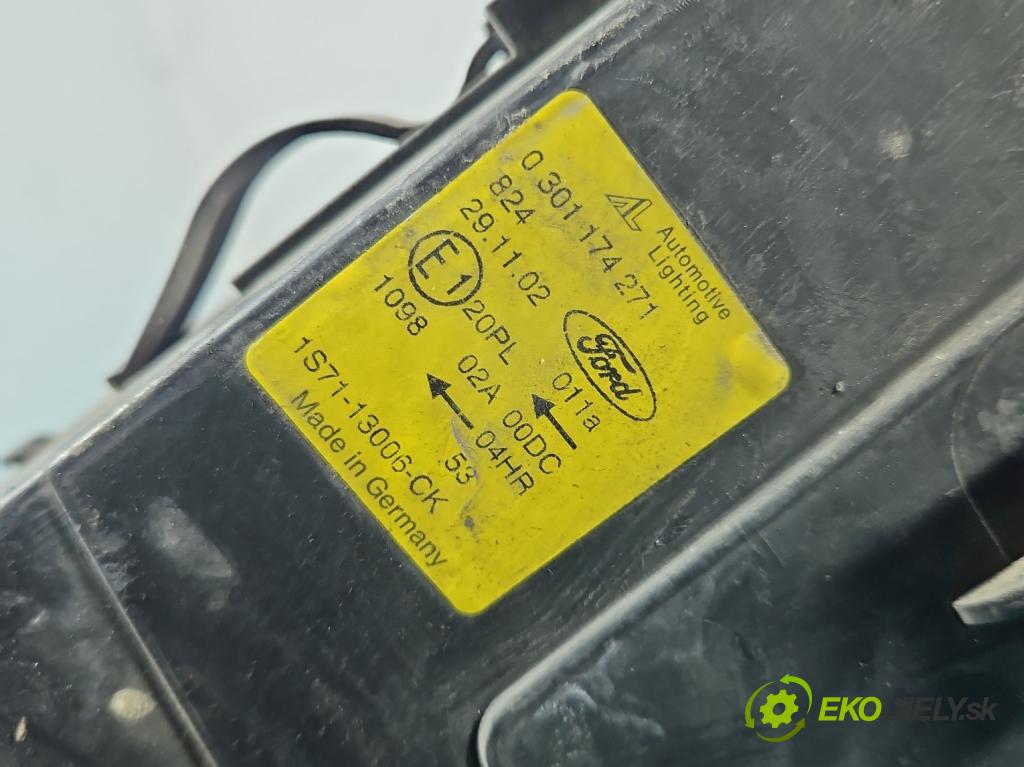 AL Automotive
Lighting
0 301 174 271
824
29.11.02
Ford
E1
20PL
011a
1098
02A
00DC
04HR
53
1S71-13006-CK
Made in Germany
.sk